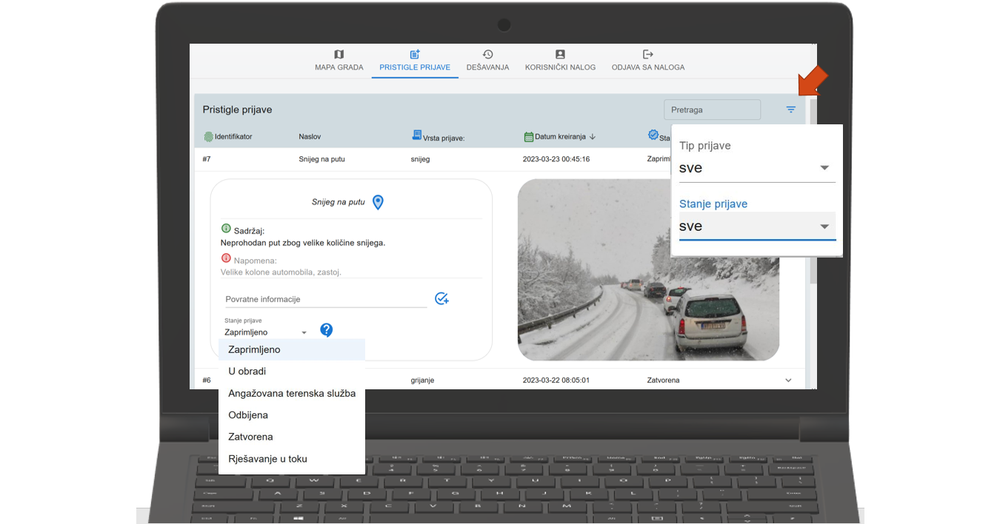 MAPA GRADA
PRISTIGLE PRIJAVE
DEŠAVANJA
KORISNIČKI NALOG
ODJAVA SA NALOGA
Pristigle prijave
Pretraga
Identifikator
Naslov
Vrsta prijave:
Datum kreiranja
Sta
#7
Snijeg na putu
snijeg
2023-03-23 00:45:16
Zapriml
Tip prijave
sve
Stanje prijave
sve
Snijeg na putu
Sadržaj:
Neprohodan put zbog velike količine snijega.
Napomena:
Velike kolone automobila, zastoj.
Povratne informacije
Stanje prijave
Zaprimljeno
Zaprimljeno
U obradi
Angažovana terenska služba
Odbijena
Zatvorena
Rješavanje u toku
#6
grijanje
2023-03-22 08:05:01
Zatvorena
Q W E R T Y U I O P
A S D F G H J K L
Z X C V B N M